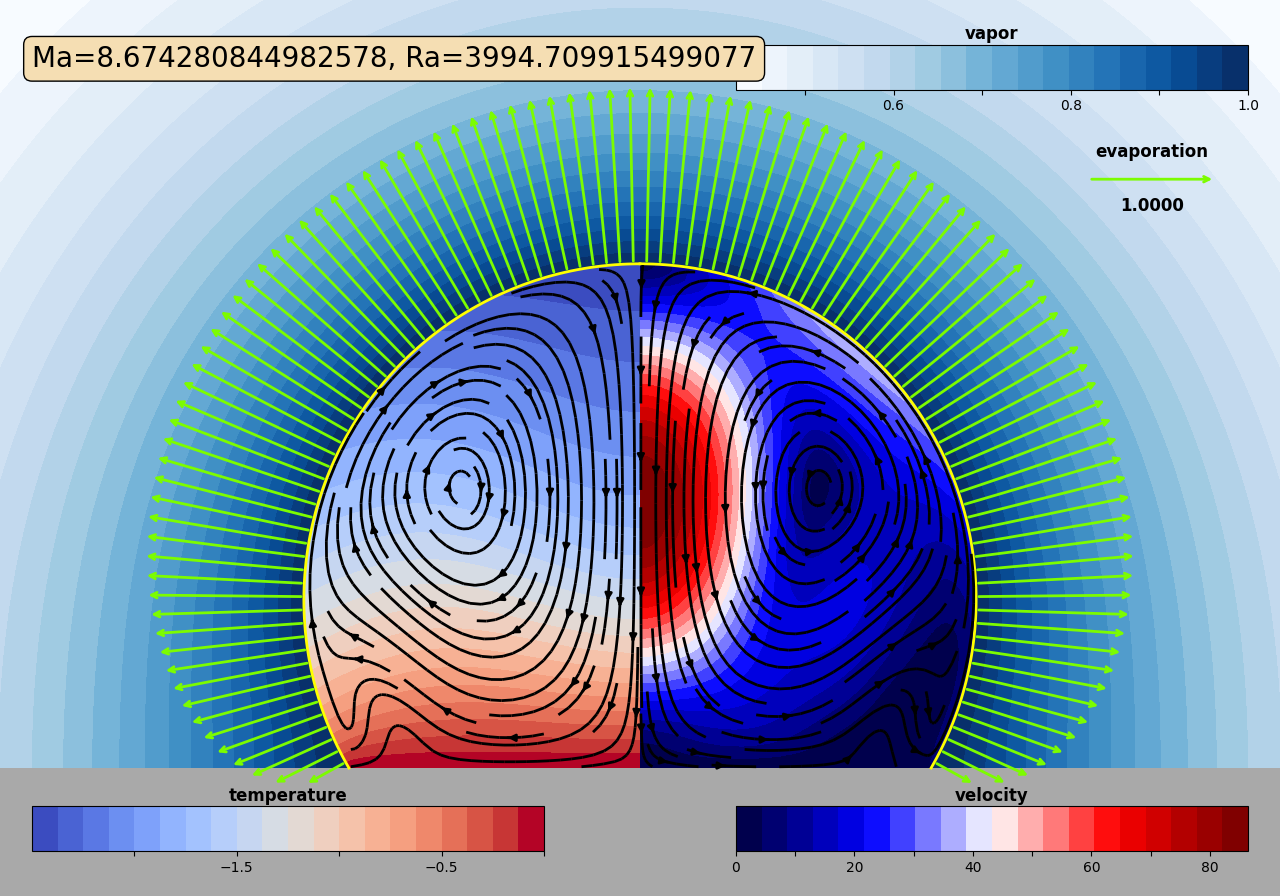 Ma=8.674280844982578, Ra=3994.709915499077
vapor
0.6 0.8 1.0
evaporation
1.0000
temperature
−1.5 −0.5
velocity
0 20 40 60 80